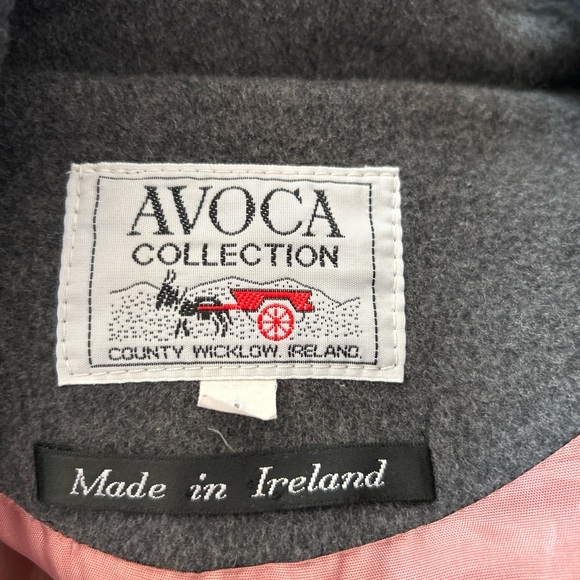 AVOCA
COLLECTION
COUNTY WICKLOW. IRELAND.
Made in Ireland